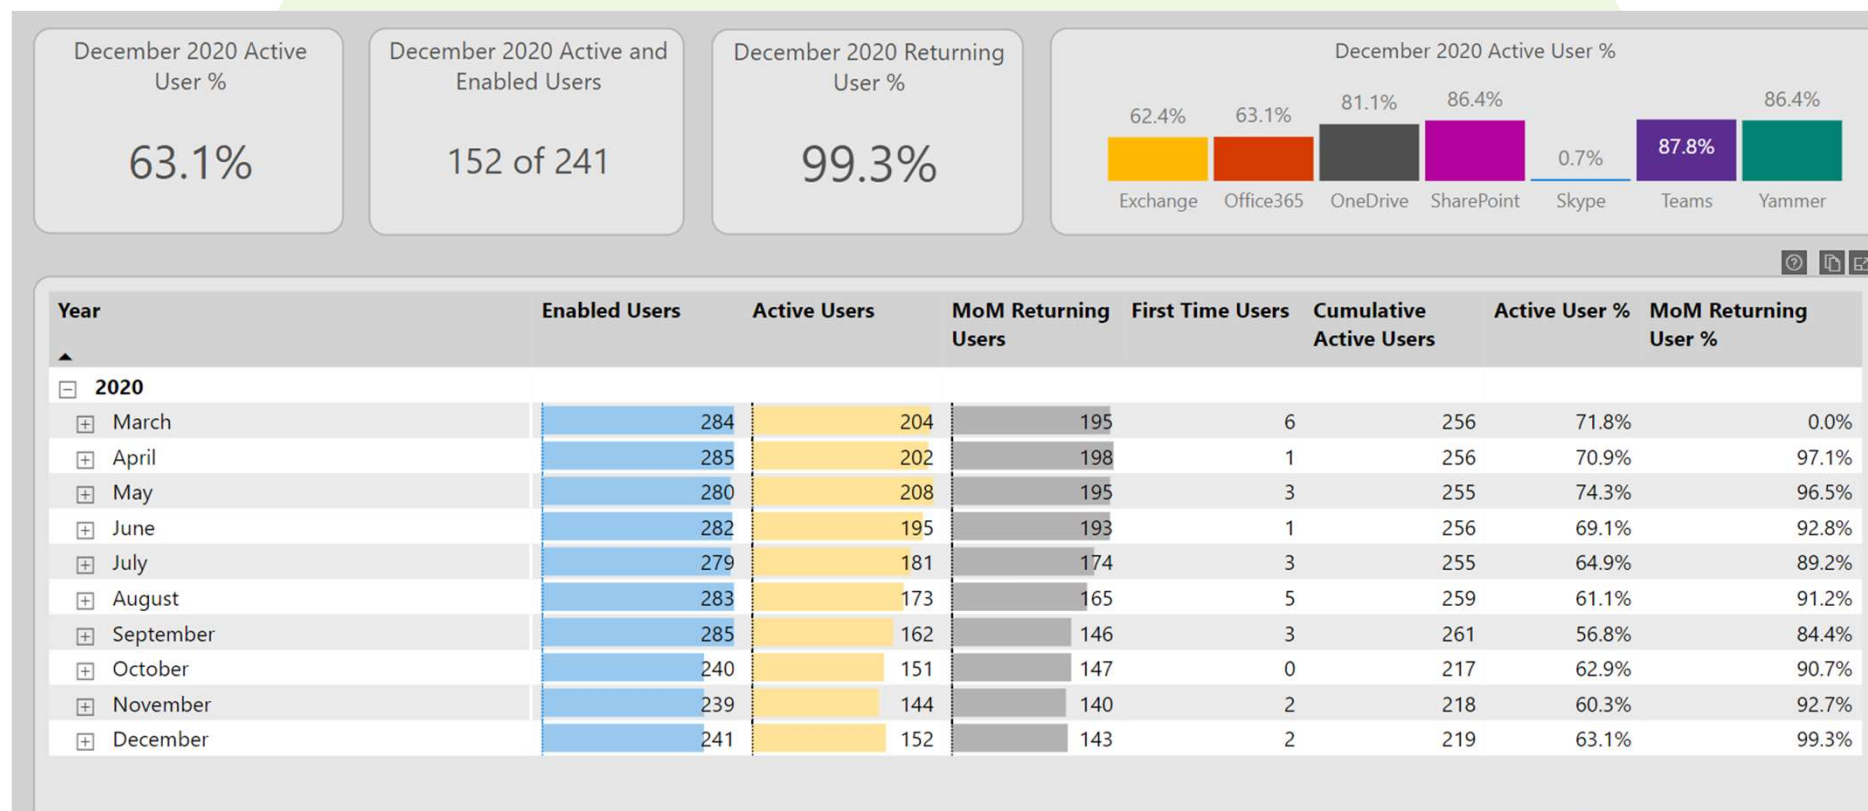 December 2020 Active
User %
63.1%
December 2020 Active and
Enabled Users
152 of 241
December 2020 Returning
User %
99.3%
December 2020 Active User %
62.4% 63.1% 81.1% 86.4% 0.7% 87.8% 86.4%
Exchange Office365 OneDrive SharePoint Skype Teams Yammer
Year Enabled Users Active Users MoM Returning Users First Time Users Cumulative Active Users Active User % MoM Returning User %
2020
March 284 204 195 6 256 71.8% 0.0%
April 285 202 198 1 256 70.9% 97.1%
May 280 208 195 3 255 74.3% 96.5%
June 282 195 193 1 256 69.1% 92.8%
July 279 181 174 3 255 64.9% 89.2%
August 283 173 165 5 259 61.1% 91.2%
September 285 162 146 3 261 56.8% 84.4%
October 240 151 147 0 217 62.9% 90.7%
November 239 144 140 2 218 60.3% 92.7%
December 241 152 143 2 219 63.1% 99.3%